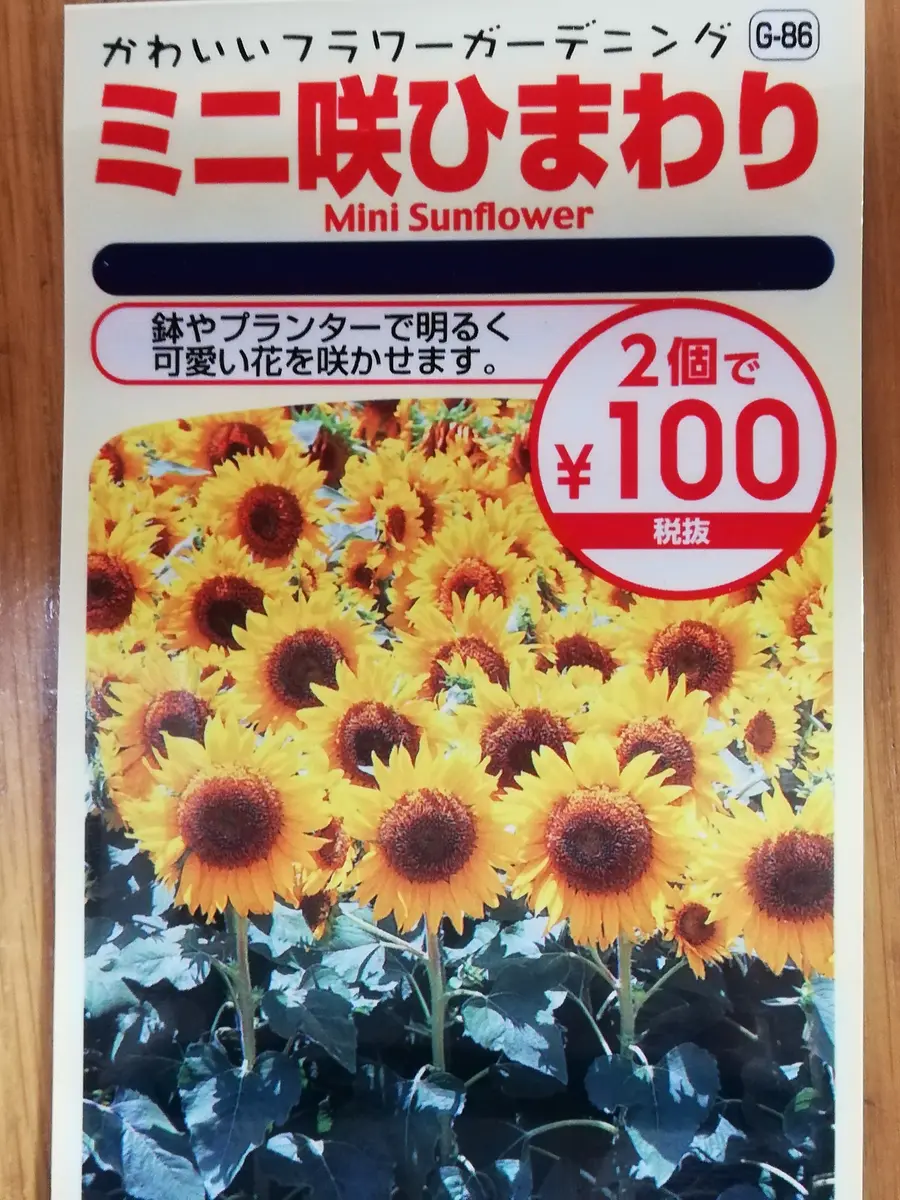 かわいいフラワーガーデニング G-86
ミニ咲ひまわり
Mini Sunflower
鉢やプランターで明るく
可愛い花を咲かせます。
2個で
¥100
税抜